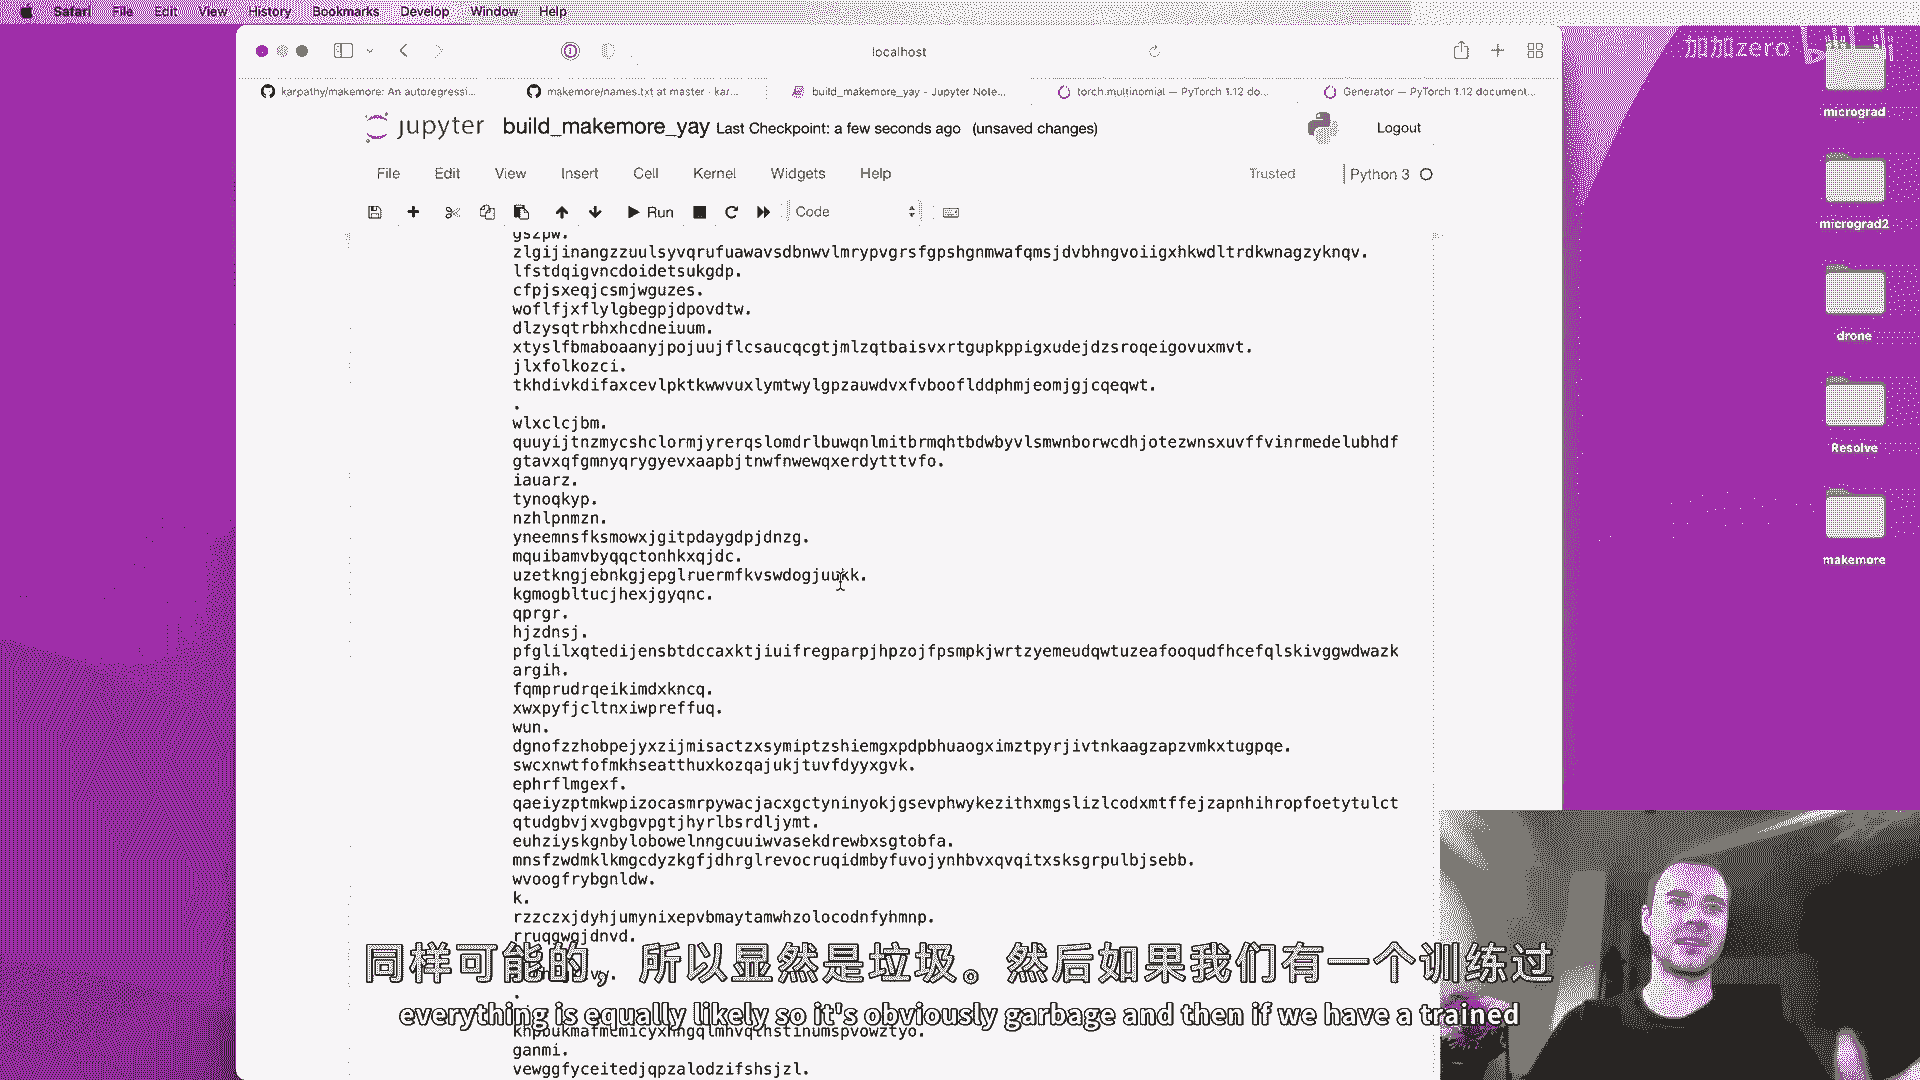 Safari File Edit View History Bookmarks Develop Window Help
localhost
加加zero
karpathy/makemore: An autoregressi... makemore/names.txt at master · kar... build_makemore_yay - Jupyter Note... torch.multinomial — PyTorch 1.12 do... Generator — PyTorch 1.12 document...
jupyter build_makemore_yay Last Checkpoint: a few seconds ago (unsaved changes) Logout
File Edit View Insert Cell Kernel Widgets Help Trusted Python 3
Run Code
micrograd
micrograd2
drone
Resolve
makemore
gszpw.
zlgijinangzzuulsyvqrufuawavsdbnwvlmrypvgrsfgpshgnmwafqmsjdvbhngvoiigxhkwdltrdkwnagzyknqv.
lfstdqigvncdoidetsukgdp.
cfpjsxeqjcsmjwguzes.
woflfjxflylgbegpjdpovdtw.
dlzysqtrbhxhcdneiuum.
xtyslfbmaboaanyjpojuujflcsaucqcgtjmlzqtbaisvxrtgupkppigxudejdzsroqeigovuxmvt.
jlxfolkozci.
tkhdivkdifaxcevlpktkwwvuxlymtwylgpzauwdvxfvbooflddphmjeomjgjcqeqwt.
.
wlxclcjbm.
quuyijtnzmycshclormjyrerqslomdrlbuwqnlmitbrmqhtbdwbyvlsmwnborwcdhjotezwnsxuvffvinrmedelubhdf
gtavxqfgmnyqrygyevxaapbjtnwfnwewqxerdytttvfo.
iauarz.
tynoqkyp.
nzhlpnmzn.
yneemnsfksmowxjgitpdaygdpjdnzg.
mquibamvbyqqctonhkxqjdc.
uzetkngjebnkgjepglruermfkvswdogjuukk.
kgmogbltucjhexjgyqnc.
qprgr.
hjzdnsj.
pfglilxqtedijensbtdccaxktjiuifregparpjhpzojfpsmpkjwrtzyemeudqwtuzeafooqudfhcefqlskivggwdwazk
argih.
fqmprudrqeikimdxkncq.
xwxpyfjcltnxiwpreffuq.
wun.
dgnofzzhobpejyxzijmisactzxsymiptzshiemgxpdpbhuaogximztpyrjivtnkaagzapzvmkxtugpqe.
swcxnwtfofmkhseatthuxkozqajukjtuvfdyyxgvk.
ephrflmgexf.
qaeiyzptmkwpizocasmrpywacjacxgctyninyokjgsevphwykezithxmgslizlcodxmtffejzapnhihropfoetytulct
qtudgbvjxvgbgvpgtjhyrlbsrdljymt.
euhziyskgnbylobowelnngcuuiwvasekdrewbxsgtobfa.
mnsfzwdmklkmgcdyzkgfjdhrglrevocruqidmbyfuvojynhbvxqvqitxsksgrpulbjsebb.
wvoogfrybgnldw.
k.
rzzczxjdyhjumynixepvbmaytamwhzolocodnfyhmnp.
rruqgwgjdnvd.
同样可能的，所以显然是垃圾。然后如果我们有一个训练过
everything is equally likely so it's obviously garbage and then if we have a trained
ganmi.
vewggfyceitedjqpzalodzifshsjzl.